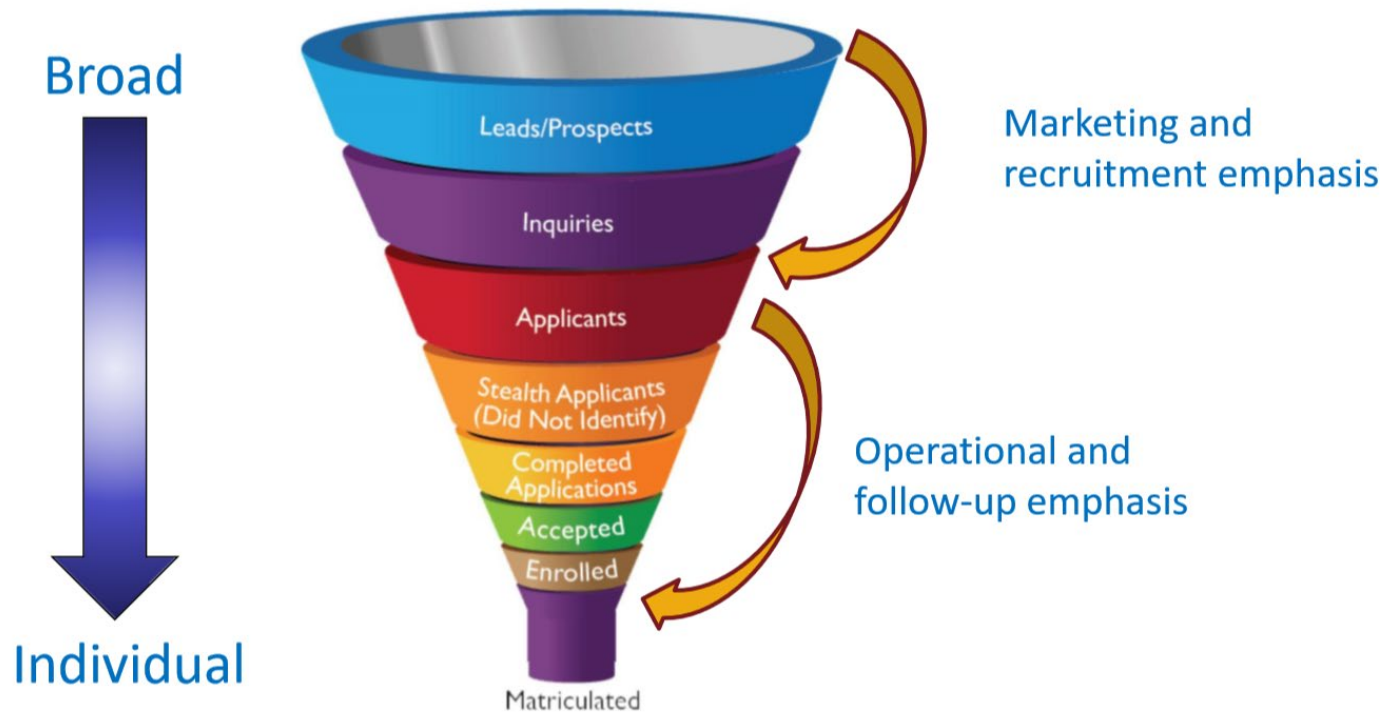 Broad
Individual
Leads/Prospects
Inquiries
Applicants
Stealth Applicants
(Did Not Identify)
Completed
Applications
Accepted
Enrolled
Matriculated
Marketing and
recruitment emphasis
Operational and
follow-up emphasis